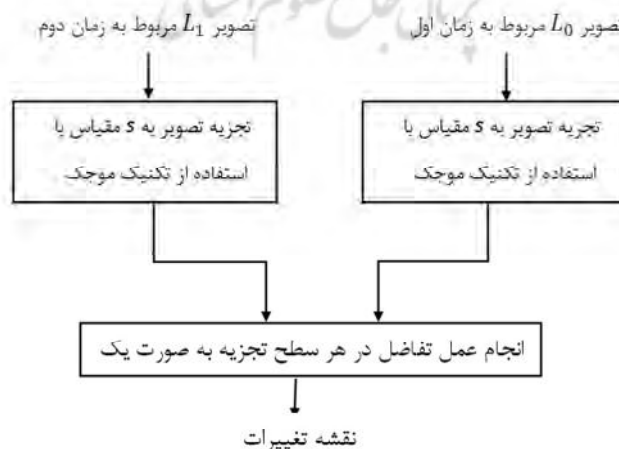 تصویر L0 مربوط به زمان اول
تصویر L1 مربوط به زمان دوم
تجزیه تصویر به s مقیاس با
استفاده از تکنیک موجک
تجزیه تصویر به s مقیاس با
استفاده از تکنیک موجک
انجام عمل تفاضل در هر سطح تجزیه به صورت یک
نقشه تغییرات